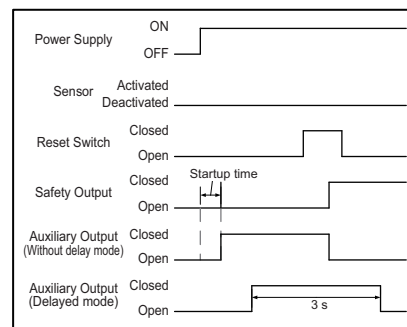 Power Supply
ON
OFF
Sensor
Activated
Deactivated
Reset Switch
Closed
Open
Startup time
Safety Output
Closed
Open
Auxiliary Output
(Without delay mode)
Closed
Open
Auxiliary Output
(Delayed mode)
Closed
Open
3 s